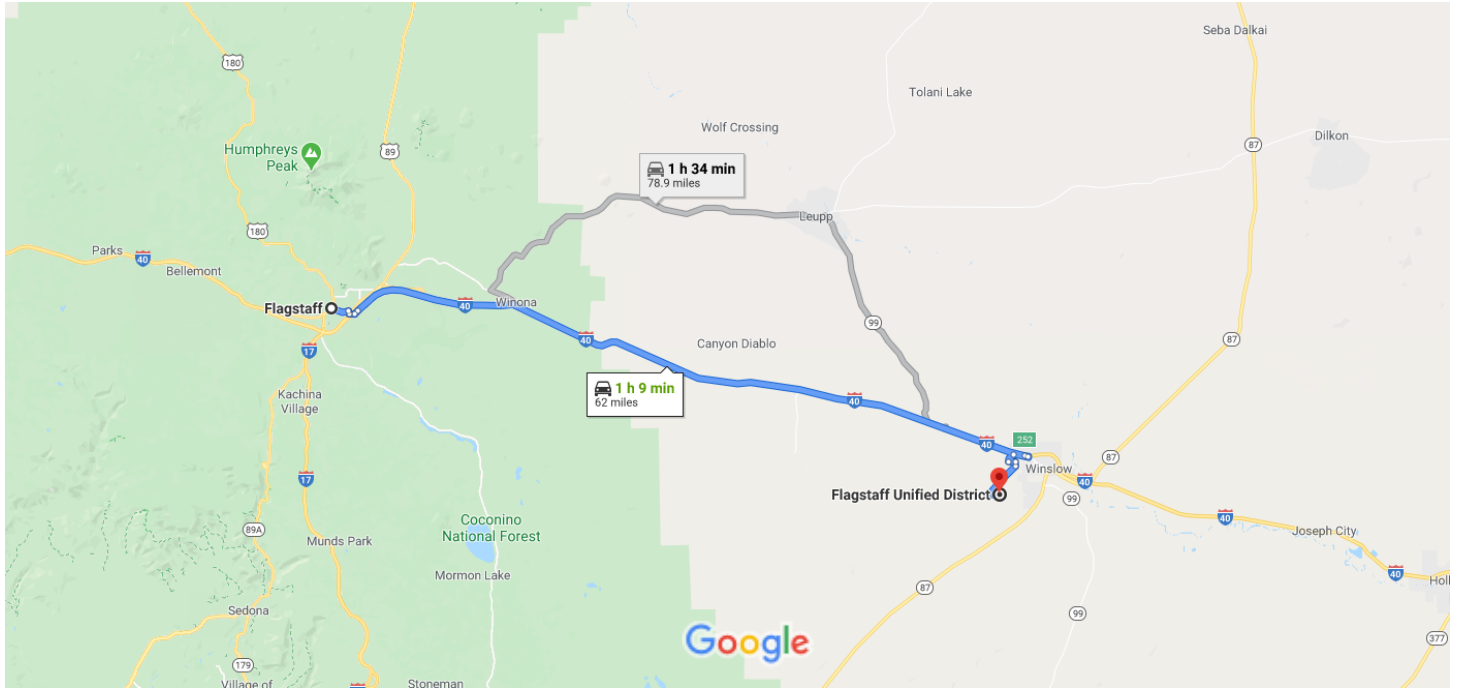 Seba Dalkai
180
Tolani Lake
Wolf Crossing
Dilkon
87
Humphreys
Peak
89
1 h 34 min
78.9 miles
Leupp
180
Parks
40
Bellemont
Flagstaff
40
Winona
99
40
Canyon Diablo
87
17
1 h 9 min
62 miles
Kachina
Village
40
40
252
87
Winslow
17
40
Flagstaff Unified District
99
40
Coconino
National Forest
89A
Munds Park
Joseph City
Mormon Lake
40
Hol
87
Sedona
99
Google
377
179
Village of
Stoneman